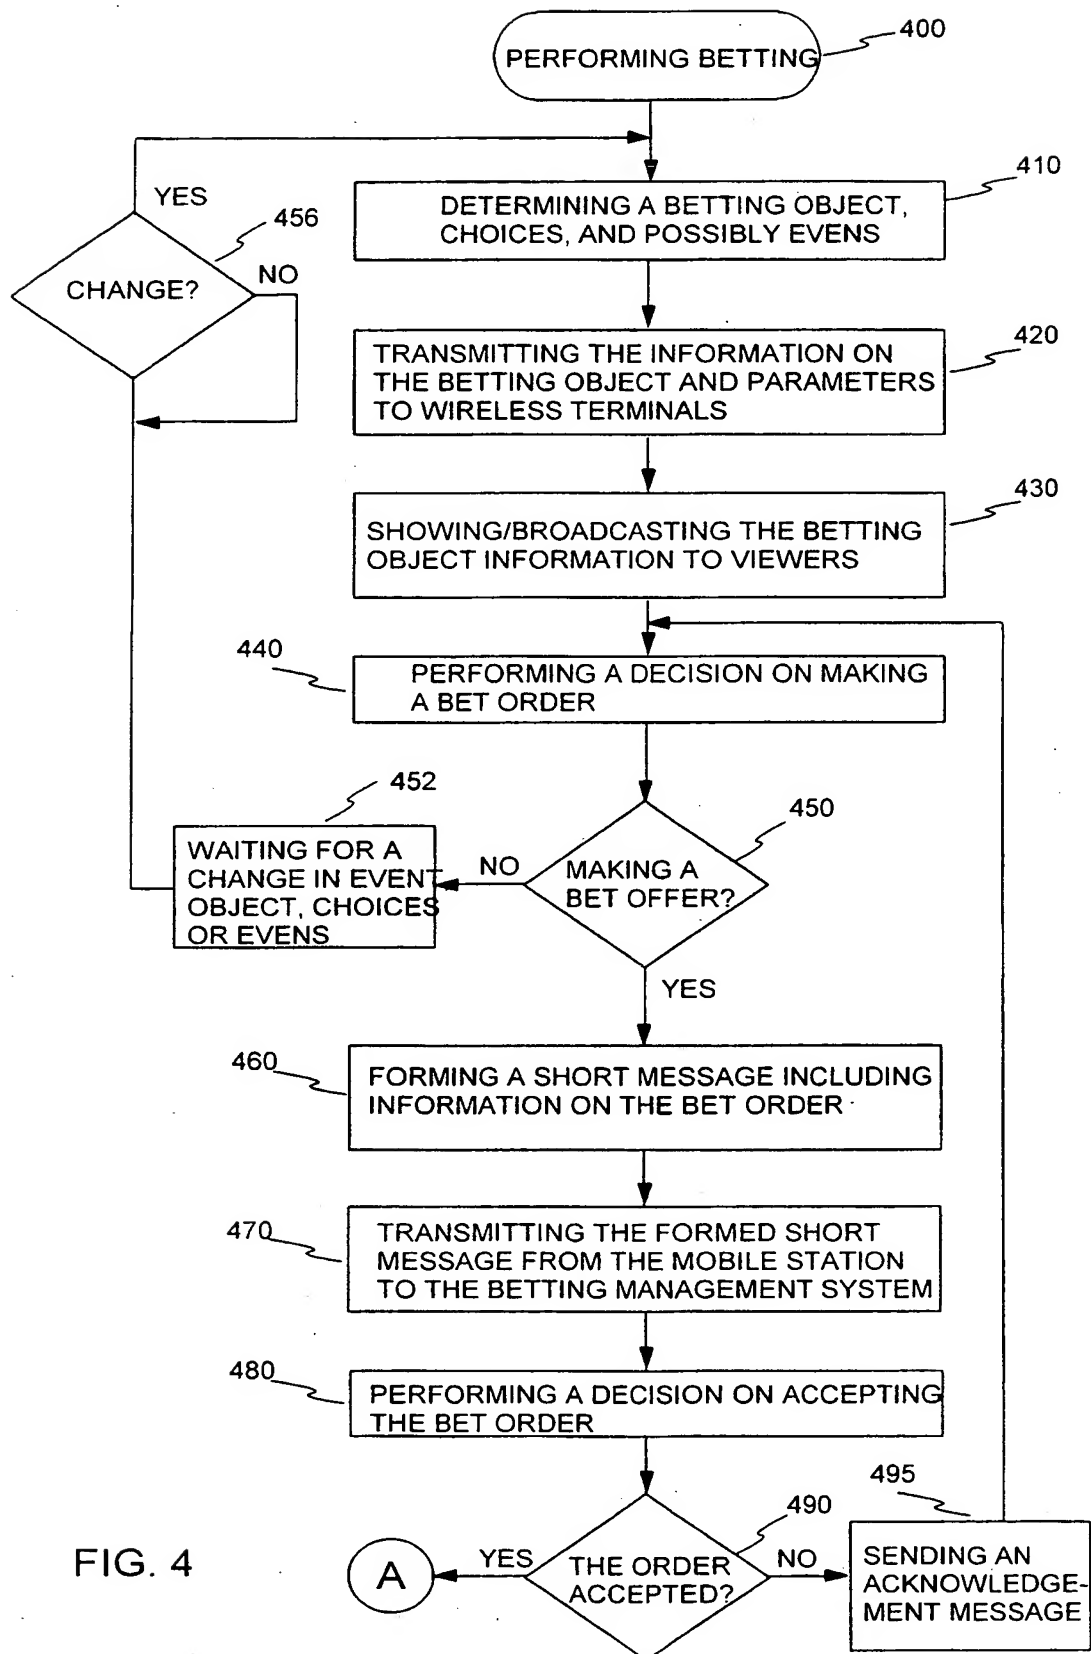 400
PERFORMING BETTING
410
YES
DETERMINING A BETTING OBJECT,
CHOICES, AND POSSIBLY EVENS
456
NO
CHANGE?
420
TRANSMITTING THE INFORMATION ON
THE BETTING OBJECT AND PARAMETERS
TO WIRELESS TERMINALS
430
SHOWING/BROADCASTING THE BETTING
OBJECT INFORMATION TO VIEWERS
440
PERFORMING A DECISION ON MAKING
A BET ORDER
452
450
WAITING FOR A
CHANGE IN EVENT
OBJECT, CHOICES
OR EVENS
NO
MAKING A
BET OFFER?
YES
460
FORMING A SHORT MESSAGE INCLUDING
INFORMATION ON THE BET ORDER
470
TRANSMITTING THE FORMED SHORT
MESSAGE FROM THE MOBILE STATION
TO THE BETTING MANAGEMENT SYSTEM
480
PERFORMING A DECISION ON ACCEPTING
THE BET ORDER
495
490
FIG. 4
A
YES
THE ORDER
ACCEPTED?
NO
SENDING AN
ACKNOWLEDGE-
MENT MESSAGE